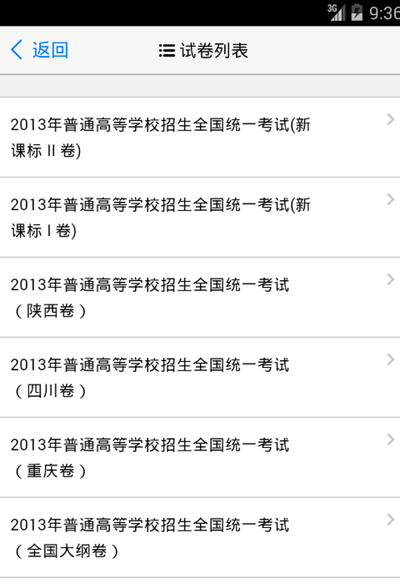 3G 9:36
返回 试卷列表
2013年普通高等学校招生全国统一考试(新
课标 II 卷)
2013年普通高等学校招生全国统一考试(新
课标 I 卷)
2013年普通高等学校招生全国统一考试
（陕西卷）
2013年普通高等学校招生全国统一考试
（四川卷）
2013年普通高等学校招生全国统一考试
（重庆卷）
2013年普通高等学校招生全国统一考试
（全国大纲卷）